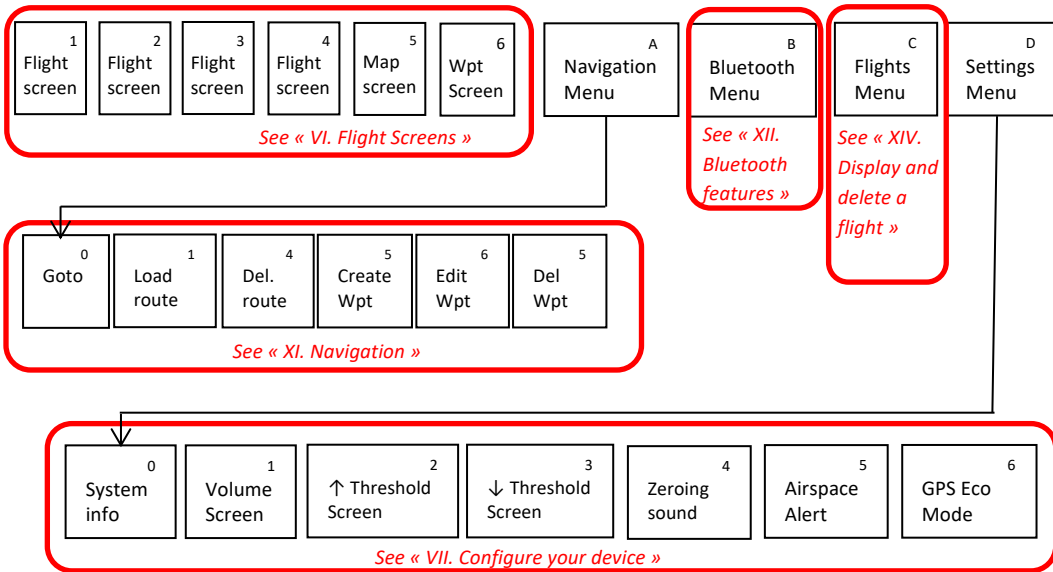 1
Flight
screen
2
Flight
screen
3
Flight
screen
4
Flight
screen
5
Map
screen
6
Wpt
Screen
A
Navigation
Menu
B
Bluetooth
Menu
C
Flights
Menu
D
Settings
Menu
See « VI. Flight Screens »
See « XII.
Bluetooth
features »
See « XIV.
Display and
delete a
flight »
0
Goto
1
Load
route
4
Del.
route
5
Create
Wpt
6
Edit
Wpt
5
Del
Wpt
See « XI. Navigation »
0
System
info
1
Volume
Screen
2
↑ Threshold
Screen
3
↓ Threshold
Screen
4
Zeroing
sound
5
Airspace
Alert
6
GPS Eco
Mode
See « VII. Configure your device »